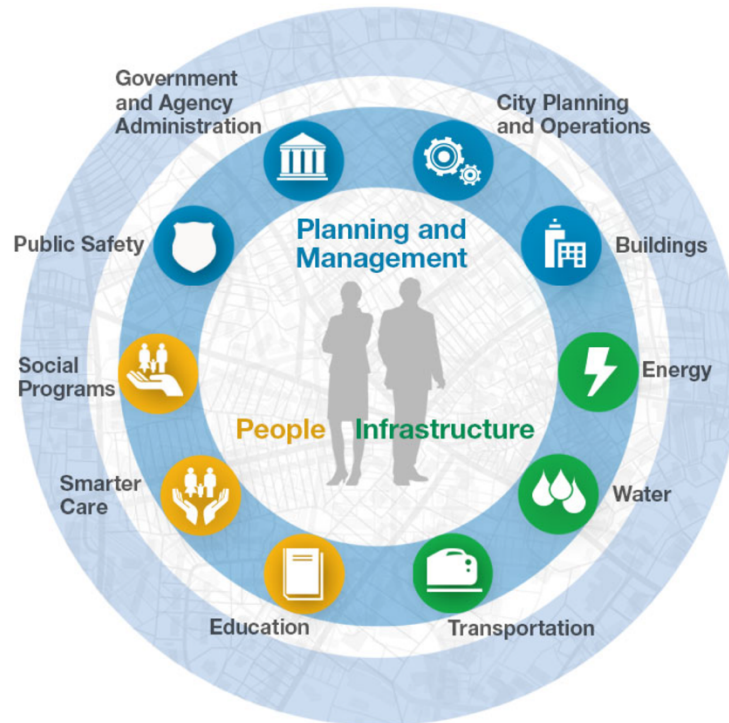 Government
and Agency
Administration
City Planning
and Operations
Public Safety
Planning and
Management
Buildings
Social
Programs
Energy
People
Infrastructure
Smarter
Care
Water
Education
Transportation